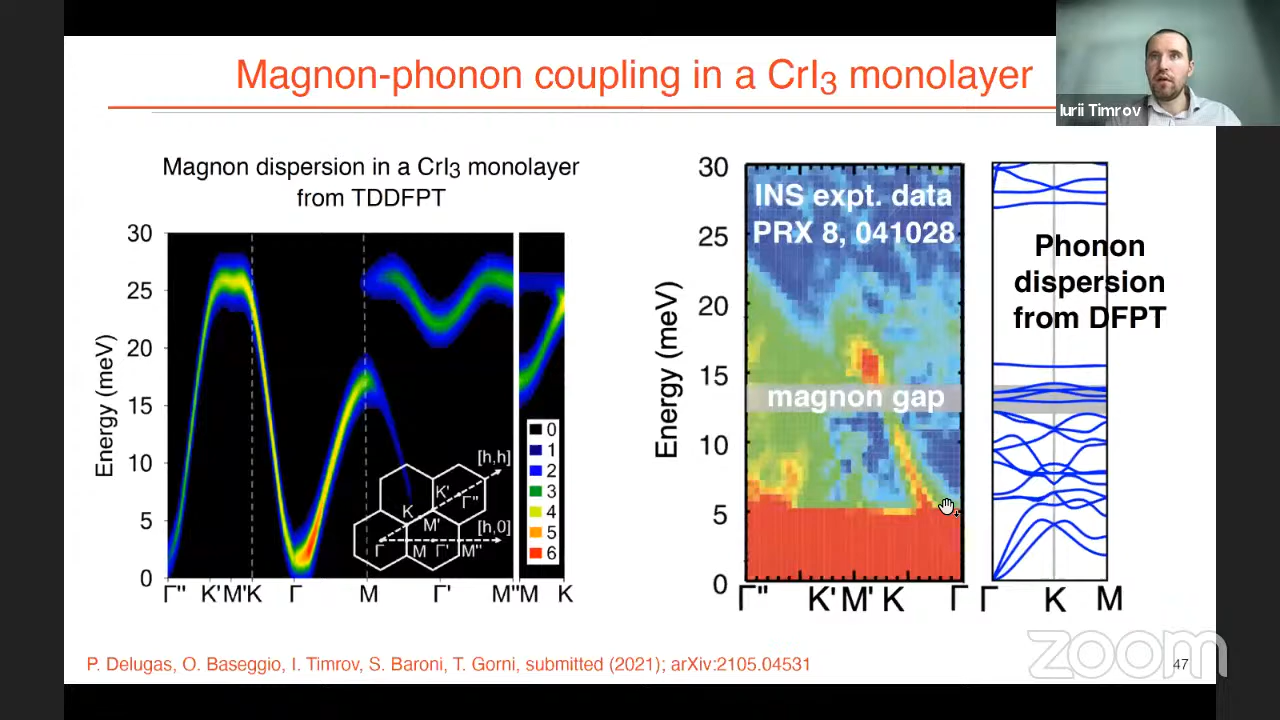 Magnon-phonon coupling in a CrI3 monolayer
Iurii Timrov
Magnon dispersion in a CrI3 monolayer
from TDDFPT
30
25
20
15
10
5
0
Energy (meV)
Γ" K'M'K Γ M Γ' M"M K
[h,h]
K'
Γ"
K
M'
[h,0]
Γ M Γ' M"
0
1
2
3
4
5
6
30
25
20
15
10
5
0
Energy (meV)
INS expt. data
PRX 8, 041028
magnon gap
Γ" K'M' K Γ
Phonon
dispersion
from DFPT
Γ K M
P. Delugas, O. Baseggio, I. Timrov, S. Baroni, T. Gorni, submitted (2021); arXiv:2105.04531
zoom
47